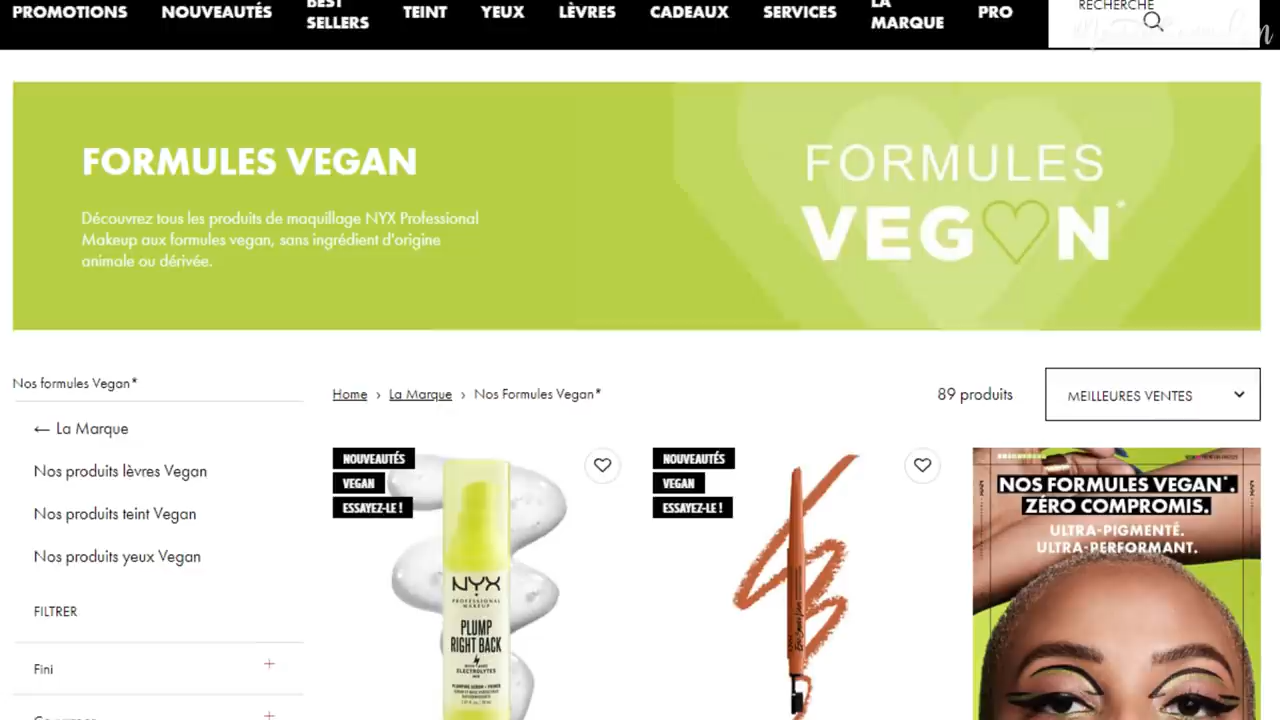 PROMOTIONS
NOUVEAUTÉS
BEST
SELLERS
TEINT
YEUX
LÈVRES
CADEAUX
SERVICES
LA
MARQUE
PRO
RECHERCHE
FORMULES VEGAN
Découvrez tous les produits de maquillage NYX Professional
Makeup aux formules vegan, sans ingrédient d'origine
animale ou dérivée.
FORMULES
VEG♡N*
Nos formules Vegan*
← La Marque
Nos produits lèvres Vegan
Nos produits teint Vegan
Nos produits yeux Vegan
FILTRER
Fini +
Home › La Marque › Nos Formules Vegan*
89 produits
MEILLEURES VENTES
NOUVEAUTÉS
VEGAN
ESSAYEZ-LE !
NYX
PROFESSIONAL
MAKEUP
PLUMP
RIGHT BACK
ELECTROLYTES
NOUVEAUTÉS
VEGAN
ESSAYEZ-LE !
NOS FORMULES VEGAN*.
ZÉRO COMPROMIS.
ULTRA-PIGMENTÉ.
ULTRA-PERFORMANT.